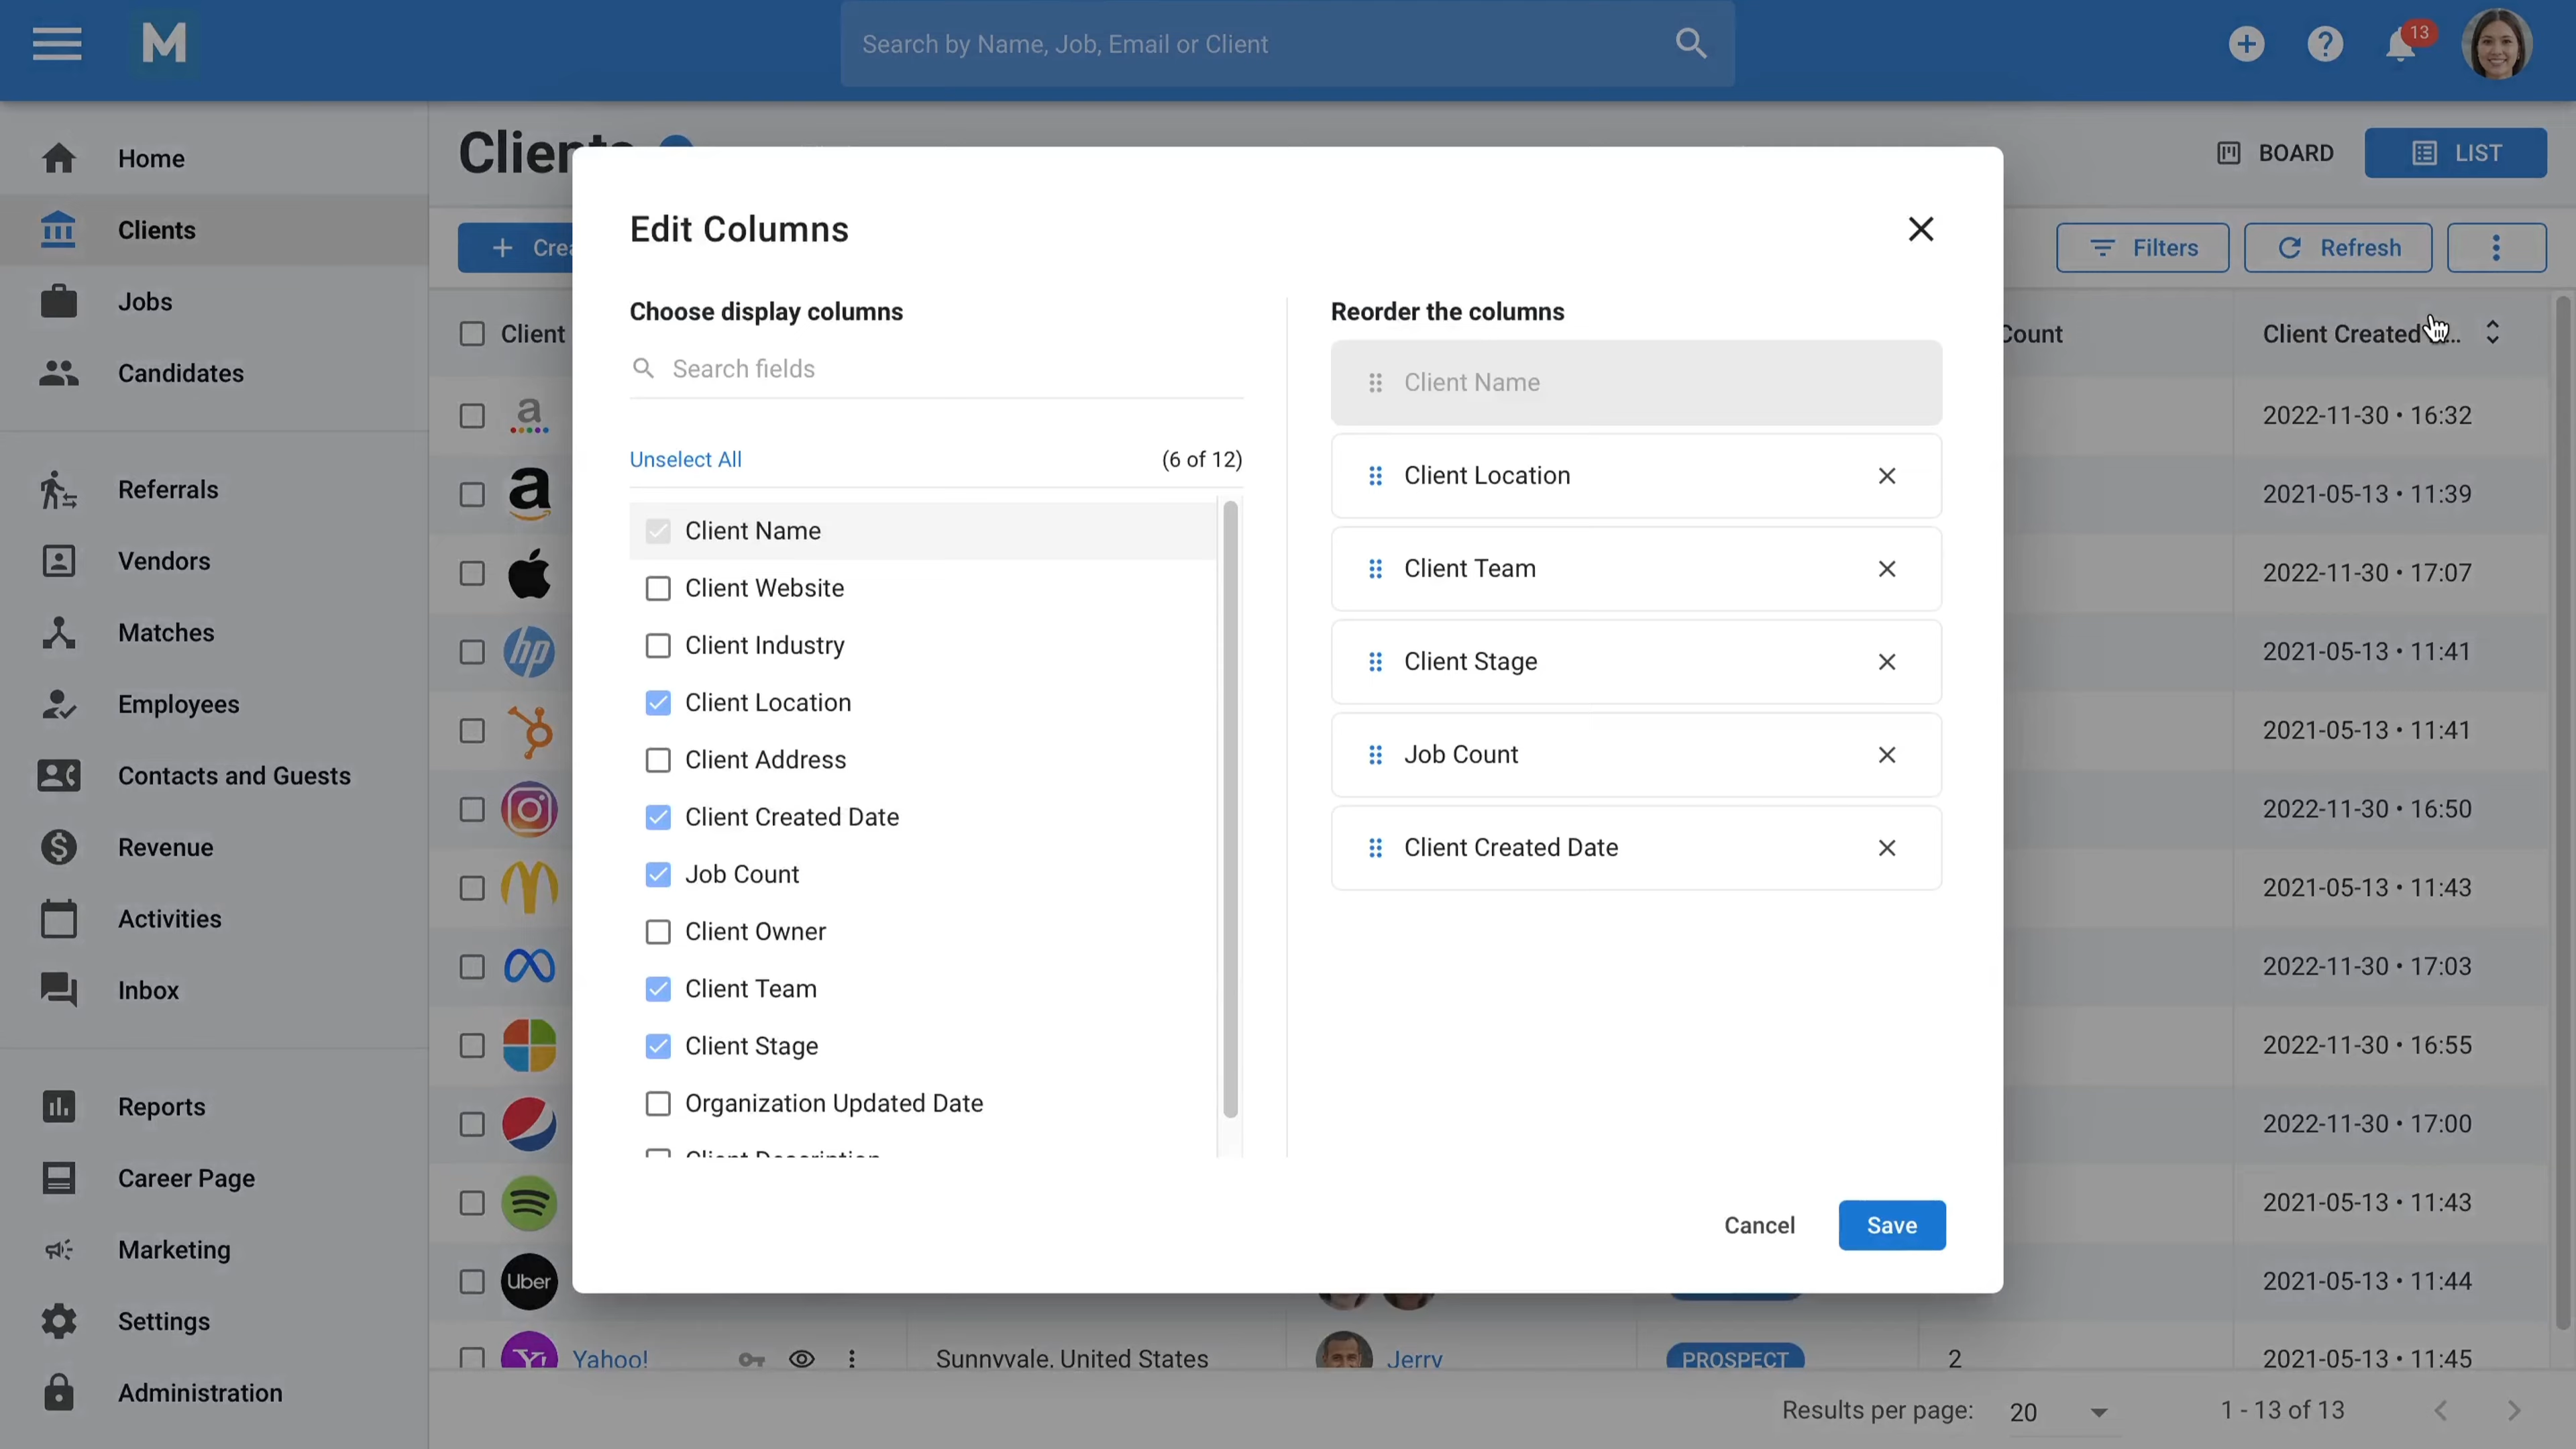 M
Search by Name, Job, Email or Client
13
Home
Clients
Jobs
Candidates
Referrals
Vendors
Matches
Employees
Contacts and Guests
Revenue
Activities
Inbox
Reports
Career Page
Marketing
Settings
Administration
BOARD
LIST
Filters
Refresh
Client
Client Created
2022-11-30 • 16:32
2021-05-13 • 11:39
2022-11-30 • 17:07
2021-05-13 • 11:41
2021-05-13 • 11:41
2022-11-30 • 16:50
2021-05-13 • 11:43
2022-11-30 • 17:03
2022-11-30 • 16:55
2022-11-30 • 17:00
2021-05-13 • 11:43
2021-05-13 • 11:44
2021-05-13 • 11:45
a
a
hp
Uber
Edit Columns
Choose display columns
Search fields
Unselect All
(6 of 12)
Client Name
Client Website
Client Industry
Client Location
Client Address
Client Created Date
Job Count
Client Owner
Client Team
Client Stage
Organization Updated Date
Client Description
Reorder the columns
Client Name
Client Location
Client Team
Client Stage
Job Count
Client Created Date
Cancel
Save
Yahoo!
Sunnyvale, United States
Jerry
PROSPECT
2
Results per page:
20
1 - 13 of 13